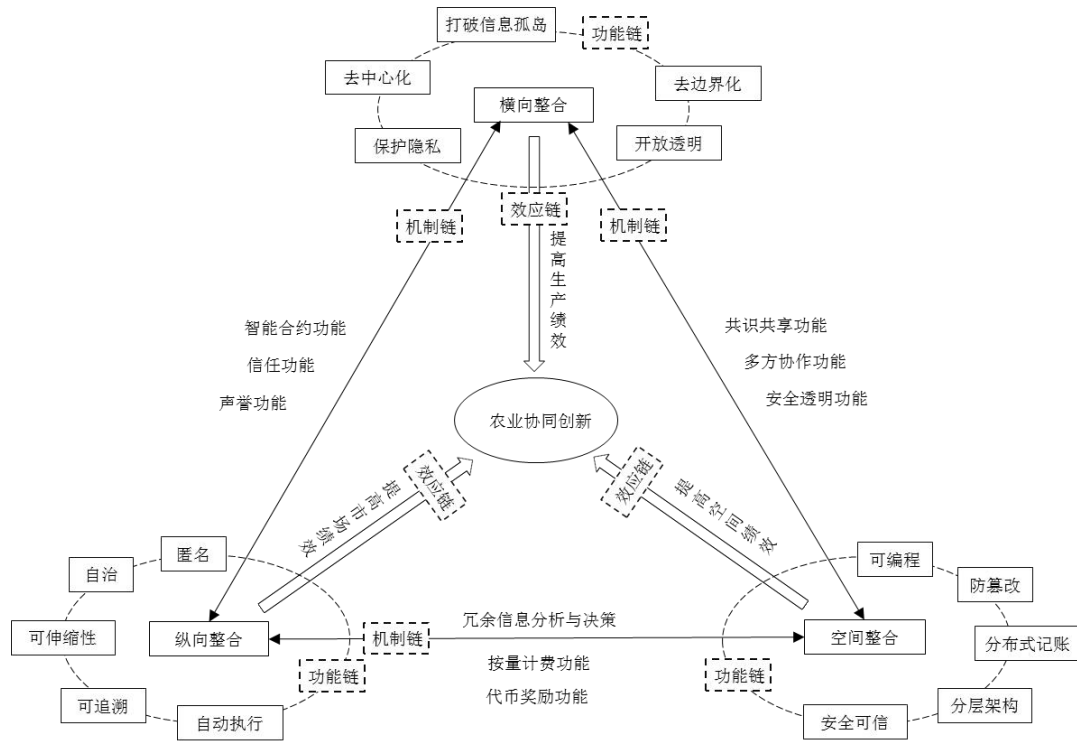 打破信息孤岛
功能链
去中心化
去边界化
横向整合
保护隐私
开放透明
机制链
效应链
机制链
提高生产绩效
智能合约功能
信任功能
声誉功能
共识共享功能
多方协作功能
安全透明功能
农业协同创新
效应链
提高市场绩效
效应链
提高空间绩效
匿名
自治
可伸缩性
纵向整合
可追溯
自动执行
功能链
机制链
冗余信息分析与决策
按量计费功能
代币奖励功能
可编程
防篡改
空间整合
分布式记账
功能链
分层架构
安全可信